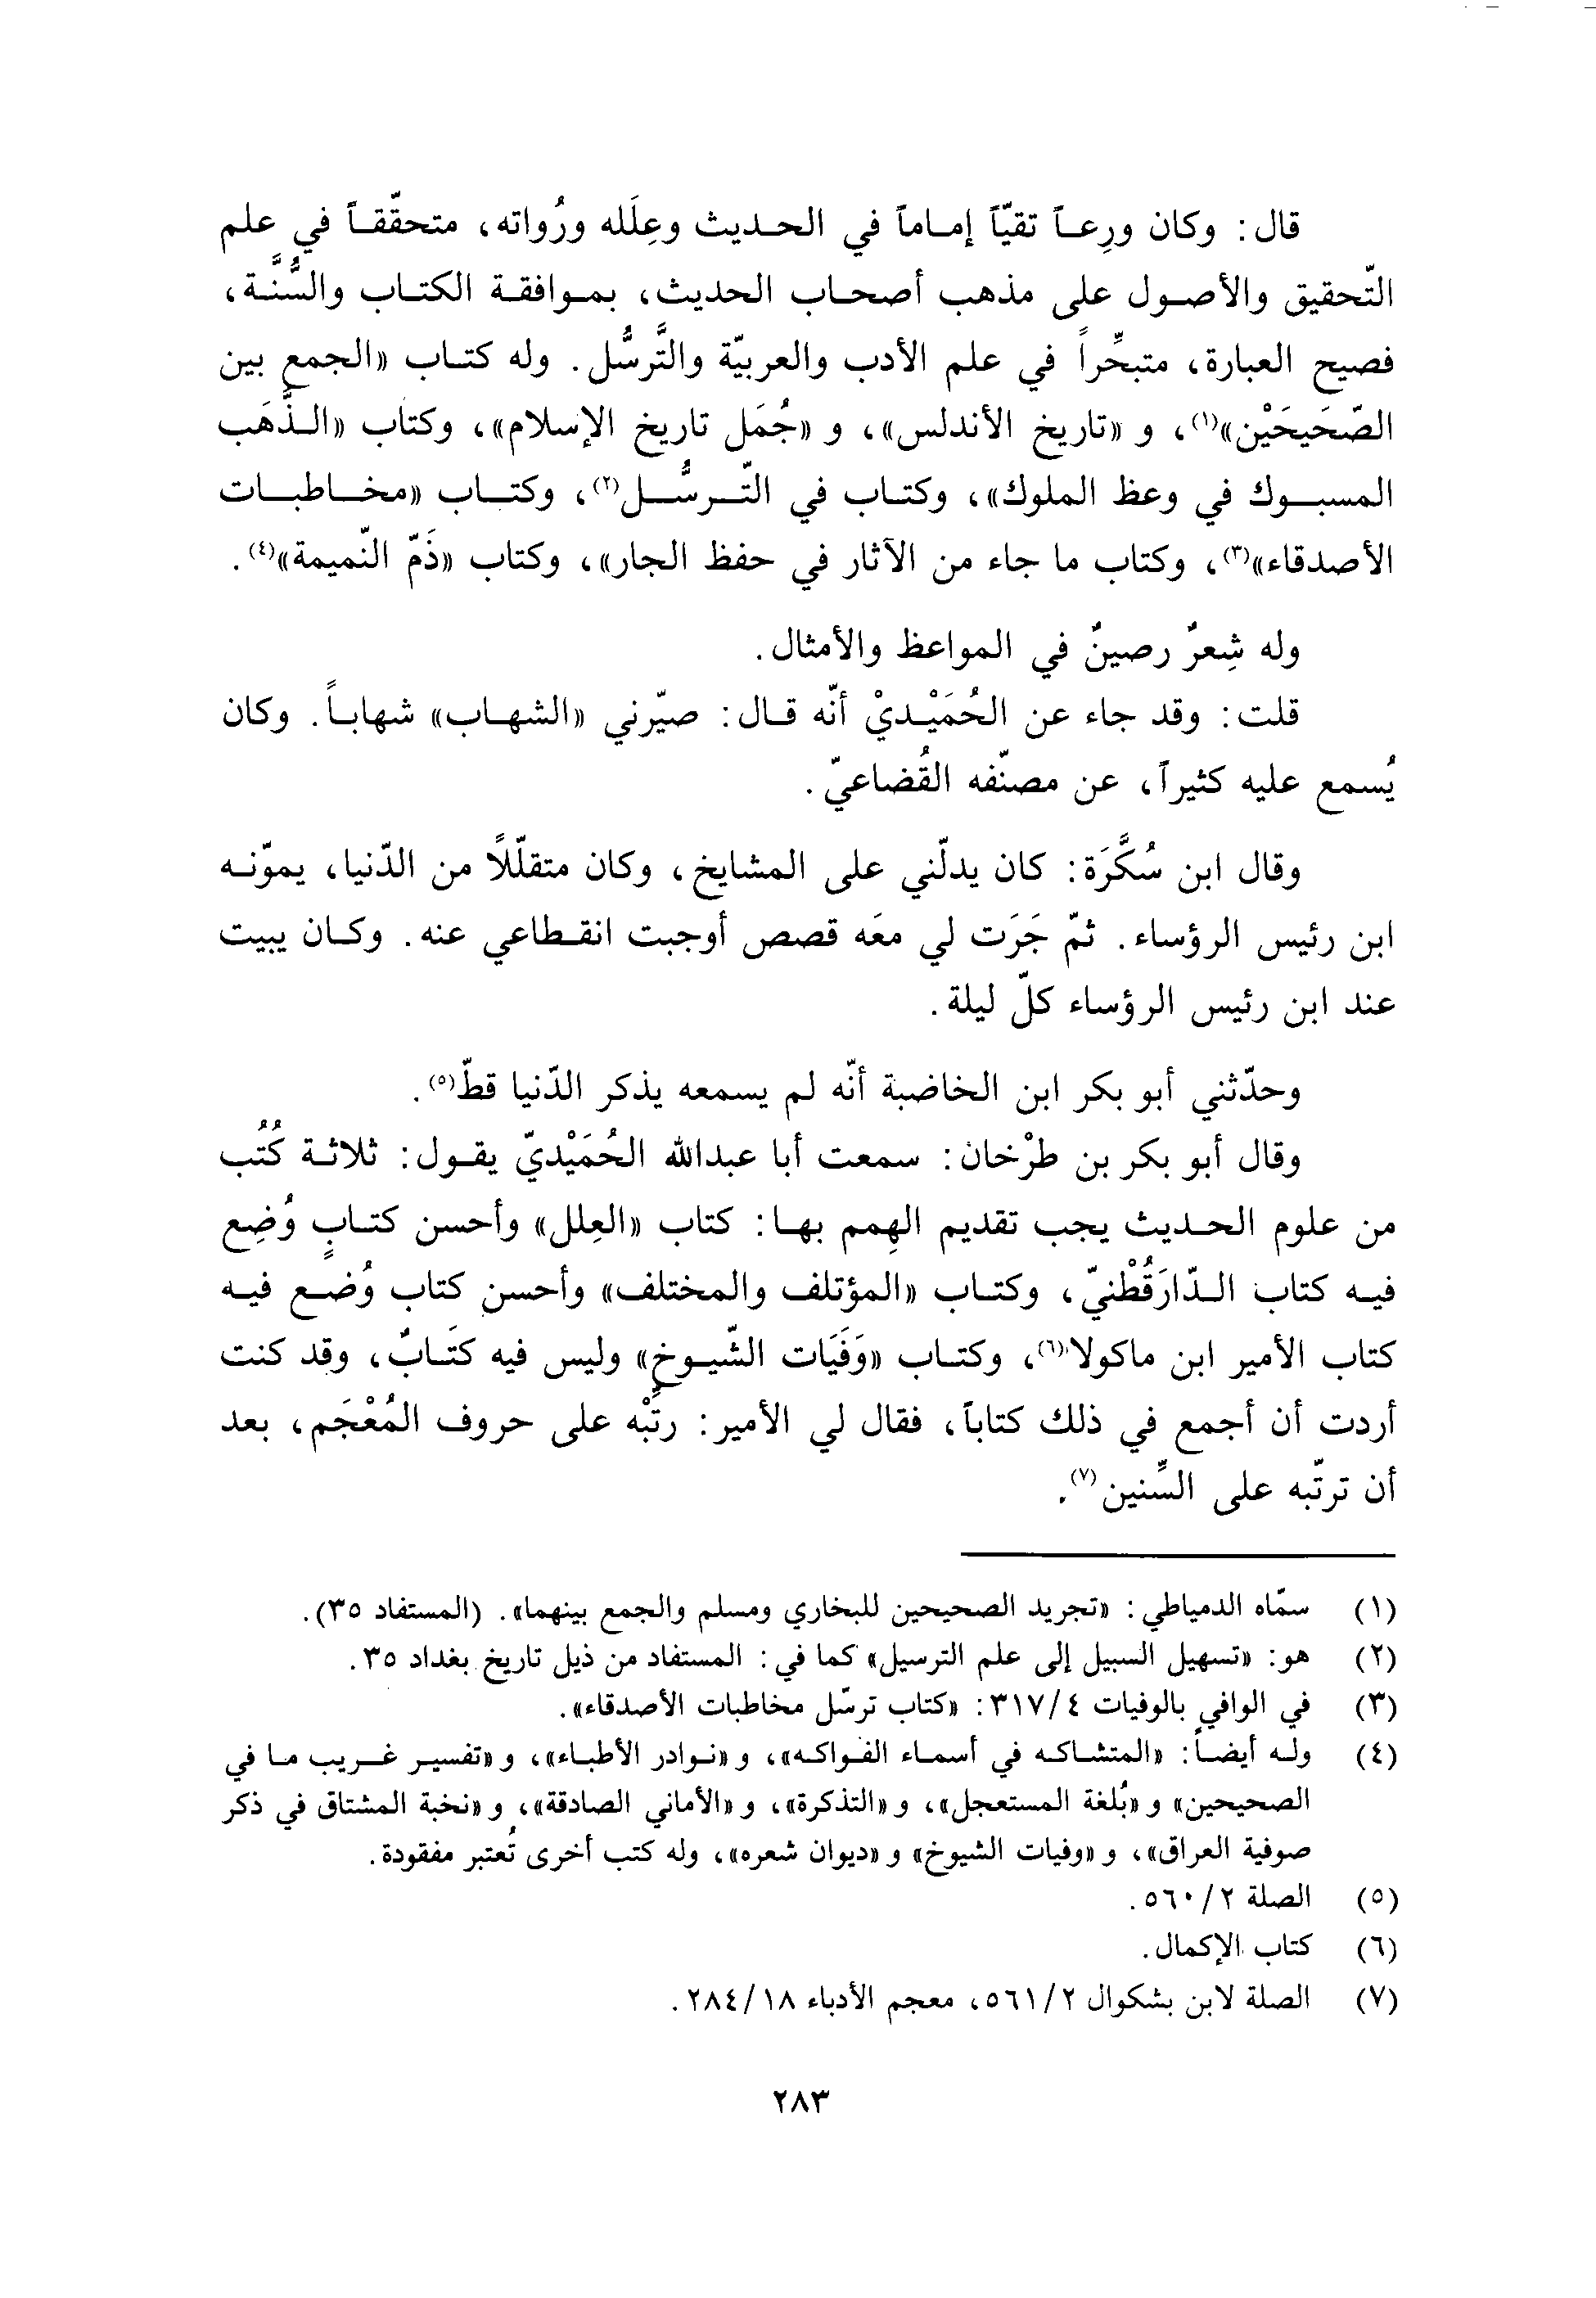 قال: وكان ورِعاً تقيّاً إماماً في الحديث وعِلَله ورُواته، متحقّقاً في علم
التّحقيق والأصول على مذهب أصحاب الحديث، بموافقة الكتاب والسُّنَّة،
فصيح العبارة، متبحِّراً في علم الأدب والعربيّة والتَّرسُّل. وله كتاب «الجمع بين
الصّحَيحَيْن»(١)، و «تاريخ الأندلس»، و «جُمَل تاريخ الإسلام»، وكتاب «الذَّهَب
المسبوك في وعظ الملوك»، وكتاب في التّرسُّل(٢)، وكتاب «مخاطبات
الأصدقاء»(٣)، وكتاب ما جاء من الآثار في حفظ الجار»، وكتاب «ذَمّ النّميمة»(٤).
وله شِعرٌ رصينٌ في المواعظ والأمثال.
قلت: وقد جاء عن الحُمَيْديْ أنّه قال: صيّرني «الشهاب» شهاباً. وكان
يُسمع عليه كثيراً، عن مصنّفه القُضاعيّ.
وقال ابن سُكَّرَة: كان يدلّني على المشايخ، وكان متقلّلاً من الدّنيا، يموّنه
ابن رئيس الرؤساء. ثمّ جَرَت لي معَه قصص أوجبت انقطاعي عنه. وكان يبيت
عند ابن رئيس الرؤساء كلّ ليلة.
وحدّثني أبو بكر ابن الخاضبة أنّه لم يسمعه يذكر الدّنيا قطّ(٥).
وقال أبو بكر بن طرْخان: سمعت أبا عبدالله الحُمَيْديّ يقول: ثلاثة كُتُب
من علوم الحديث يجب تقديم الهِمم بها: كتاب «العِلل» وأحسن كتابٍ وُضِع
فيه كتاب الدّارَقُطْنيّ، وكتاب «المؤتلف والمختلف» وأحسن كتاب وُضع فيه
كتاب الأمير ابن ماكولا(٦)، وكتاب «وَفَيَات الشّيوخ» وليس فيه كتابٌ، وقد كنت
أردت أن أجمع في ذلك كتاباً، فقال لي الأمير: رتِّبْه على حروف المُعْجَم، بعد
أن ترتّبه على السِّنين(٧).
(١) سمّاه الدمياطي: «تجريد الصحيحين للبخاري ومسلم والجمع بينهما». (المستفاد ٣٥).
(٢) هو: «تسهيل السبيل إلى علم الترسيل» كما في: المستفاد من ذيل تاريخ بغداد ٣٥.
(٣) في الوافي بالوفيات ٣١٧/٤: «كتاب ترسّل مخاطبات الأصدقاء».
(٤) وله أيضاً: «المتشاكه في أسماء الفواكه»، و «نوادر الأطباء»، و «تفسير غريب ما في
الصحيحين» و «بُلغة المستعجل»، و «التذكرة»، و «الأماني الصادقة»، و «نخبة المشتاق في ذكر
صوفية العراق»، و «وفيات الشيوخ» و «ديوان شعره»، وله كتب أخرى تُعتبر مفقودة.
(٥) الصلة ٥٦٠/٢.
(٦) كتاب الإكمال.
(٧) الصلة لابن بشكوال ٥٦١/٢، معجم الأدباء ٢٨٤/١٨.
٢٨٣